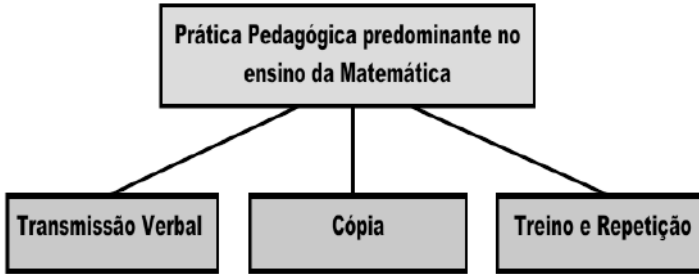 Prática Pedagógica predominante no
ensino da Matemática
Transmissão Verbal
Cópia
Treino e Repetição